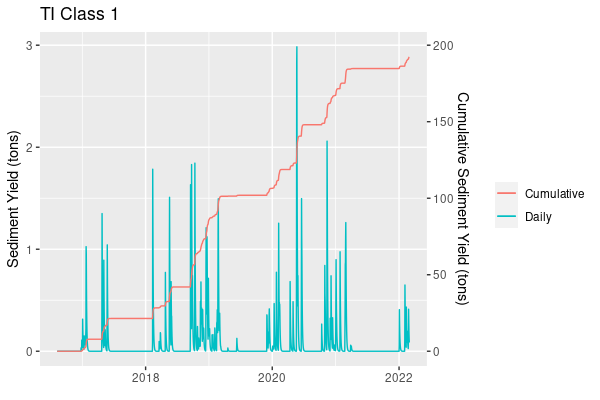 TI Class 1
Sediment Yield (tons)
3
2
1
0
2018
2020
2022
200
150
100
50
0
Cumulative Sediment Yield (tons)
Cumulative
Daily